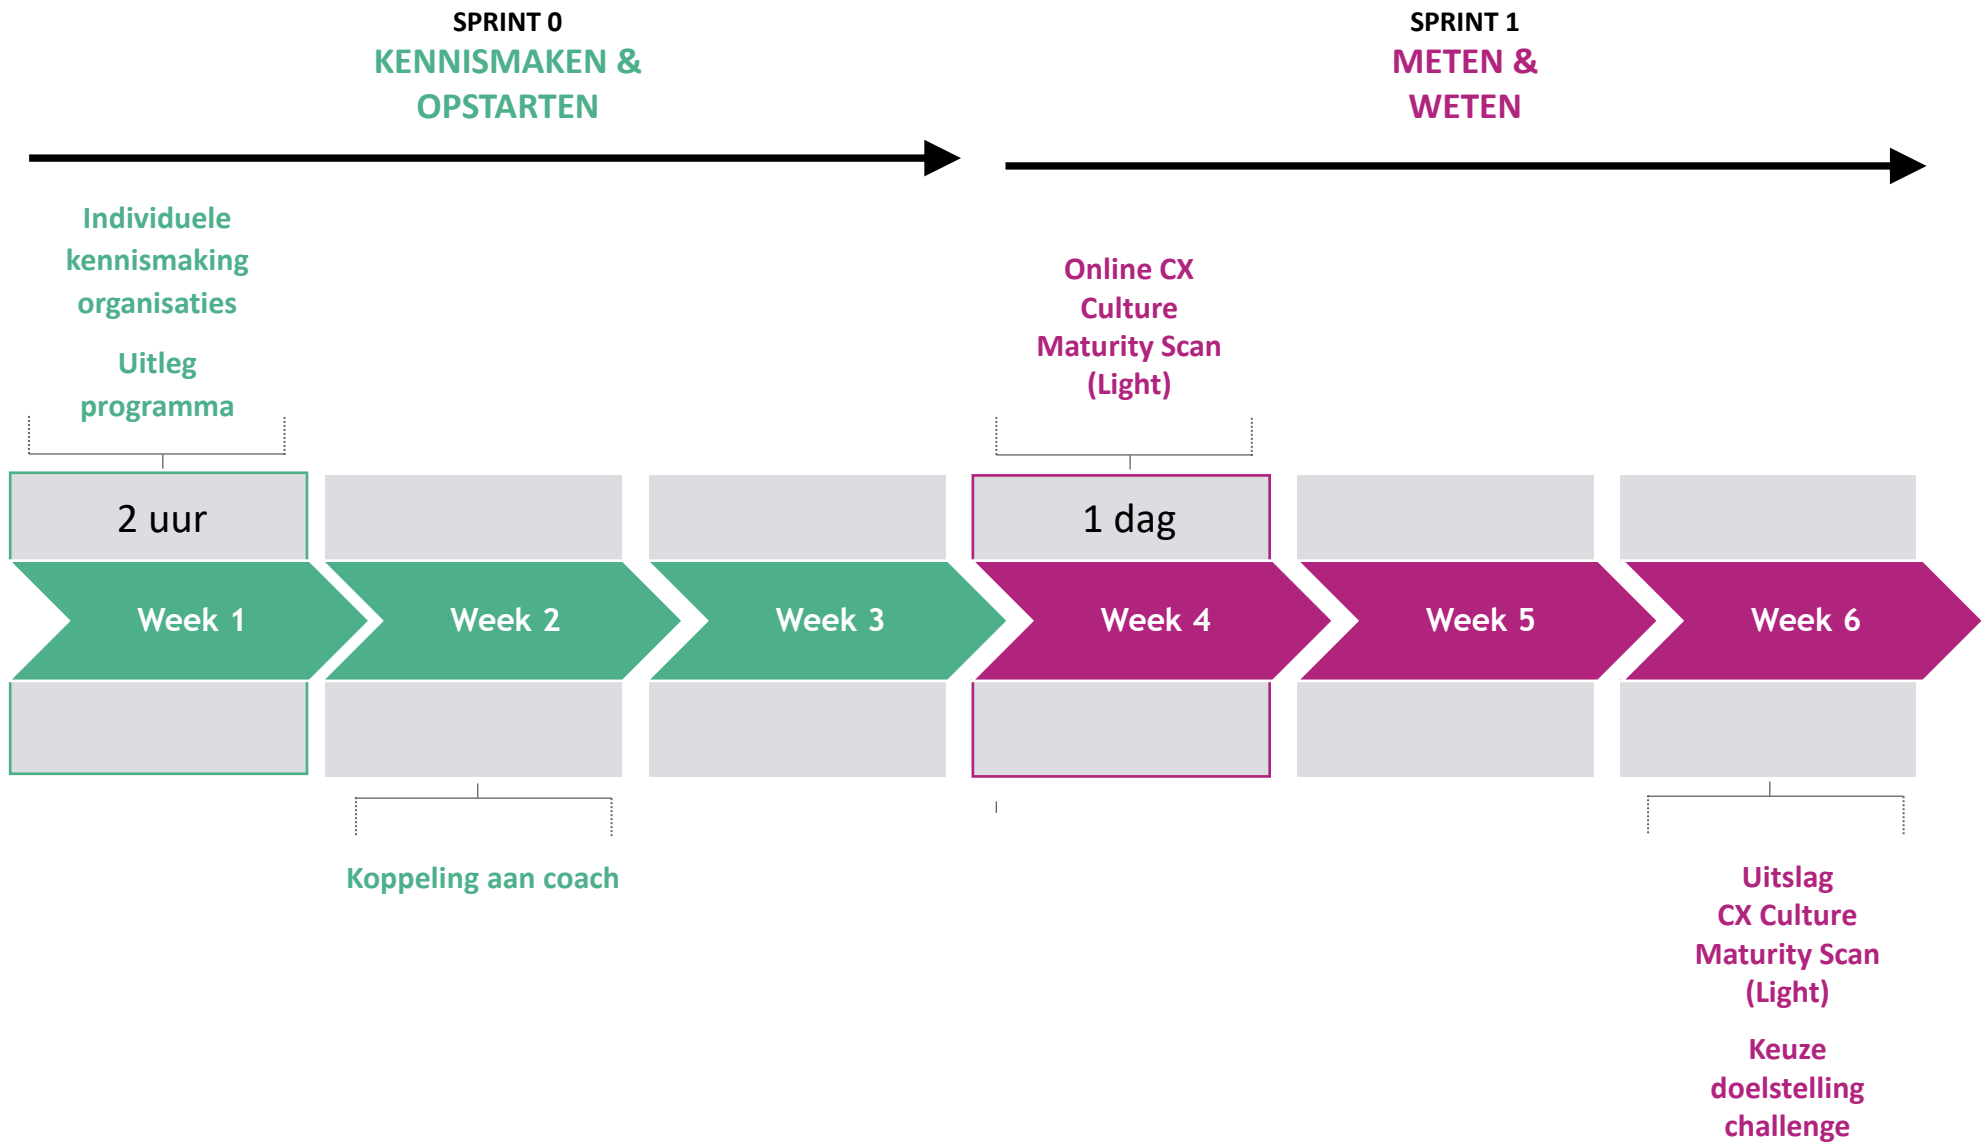 SPRINT 0
KENNISMAKEN &
OPSTARTEN
SPRINT 1
METEN &
WETEN
Individuele
kennismaking
organisaties
Uitleg
programma
Online CX
Culture
Maturity Scan
(Light)
2 uur
1 dag
Week 1
Week 2
Week 3
Week 4
Week 5
Week 6
Koppeling aan coach
Uitslag
CX Culture
Maturity Scan
(Light)
Keuze
doelstelling
challenge